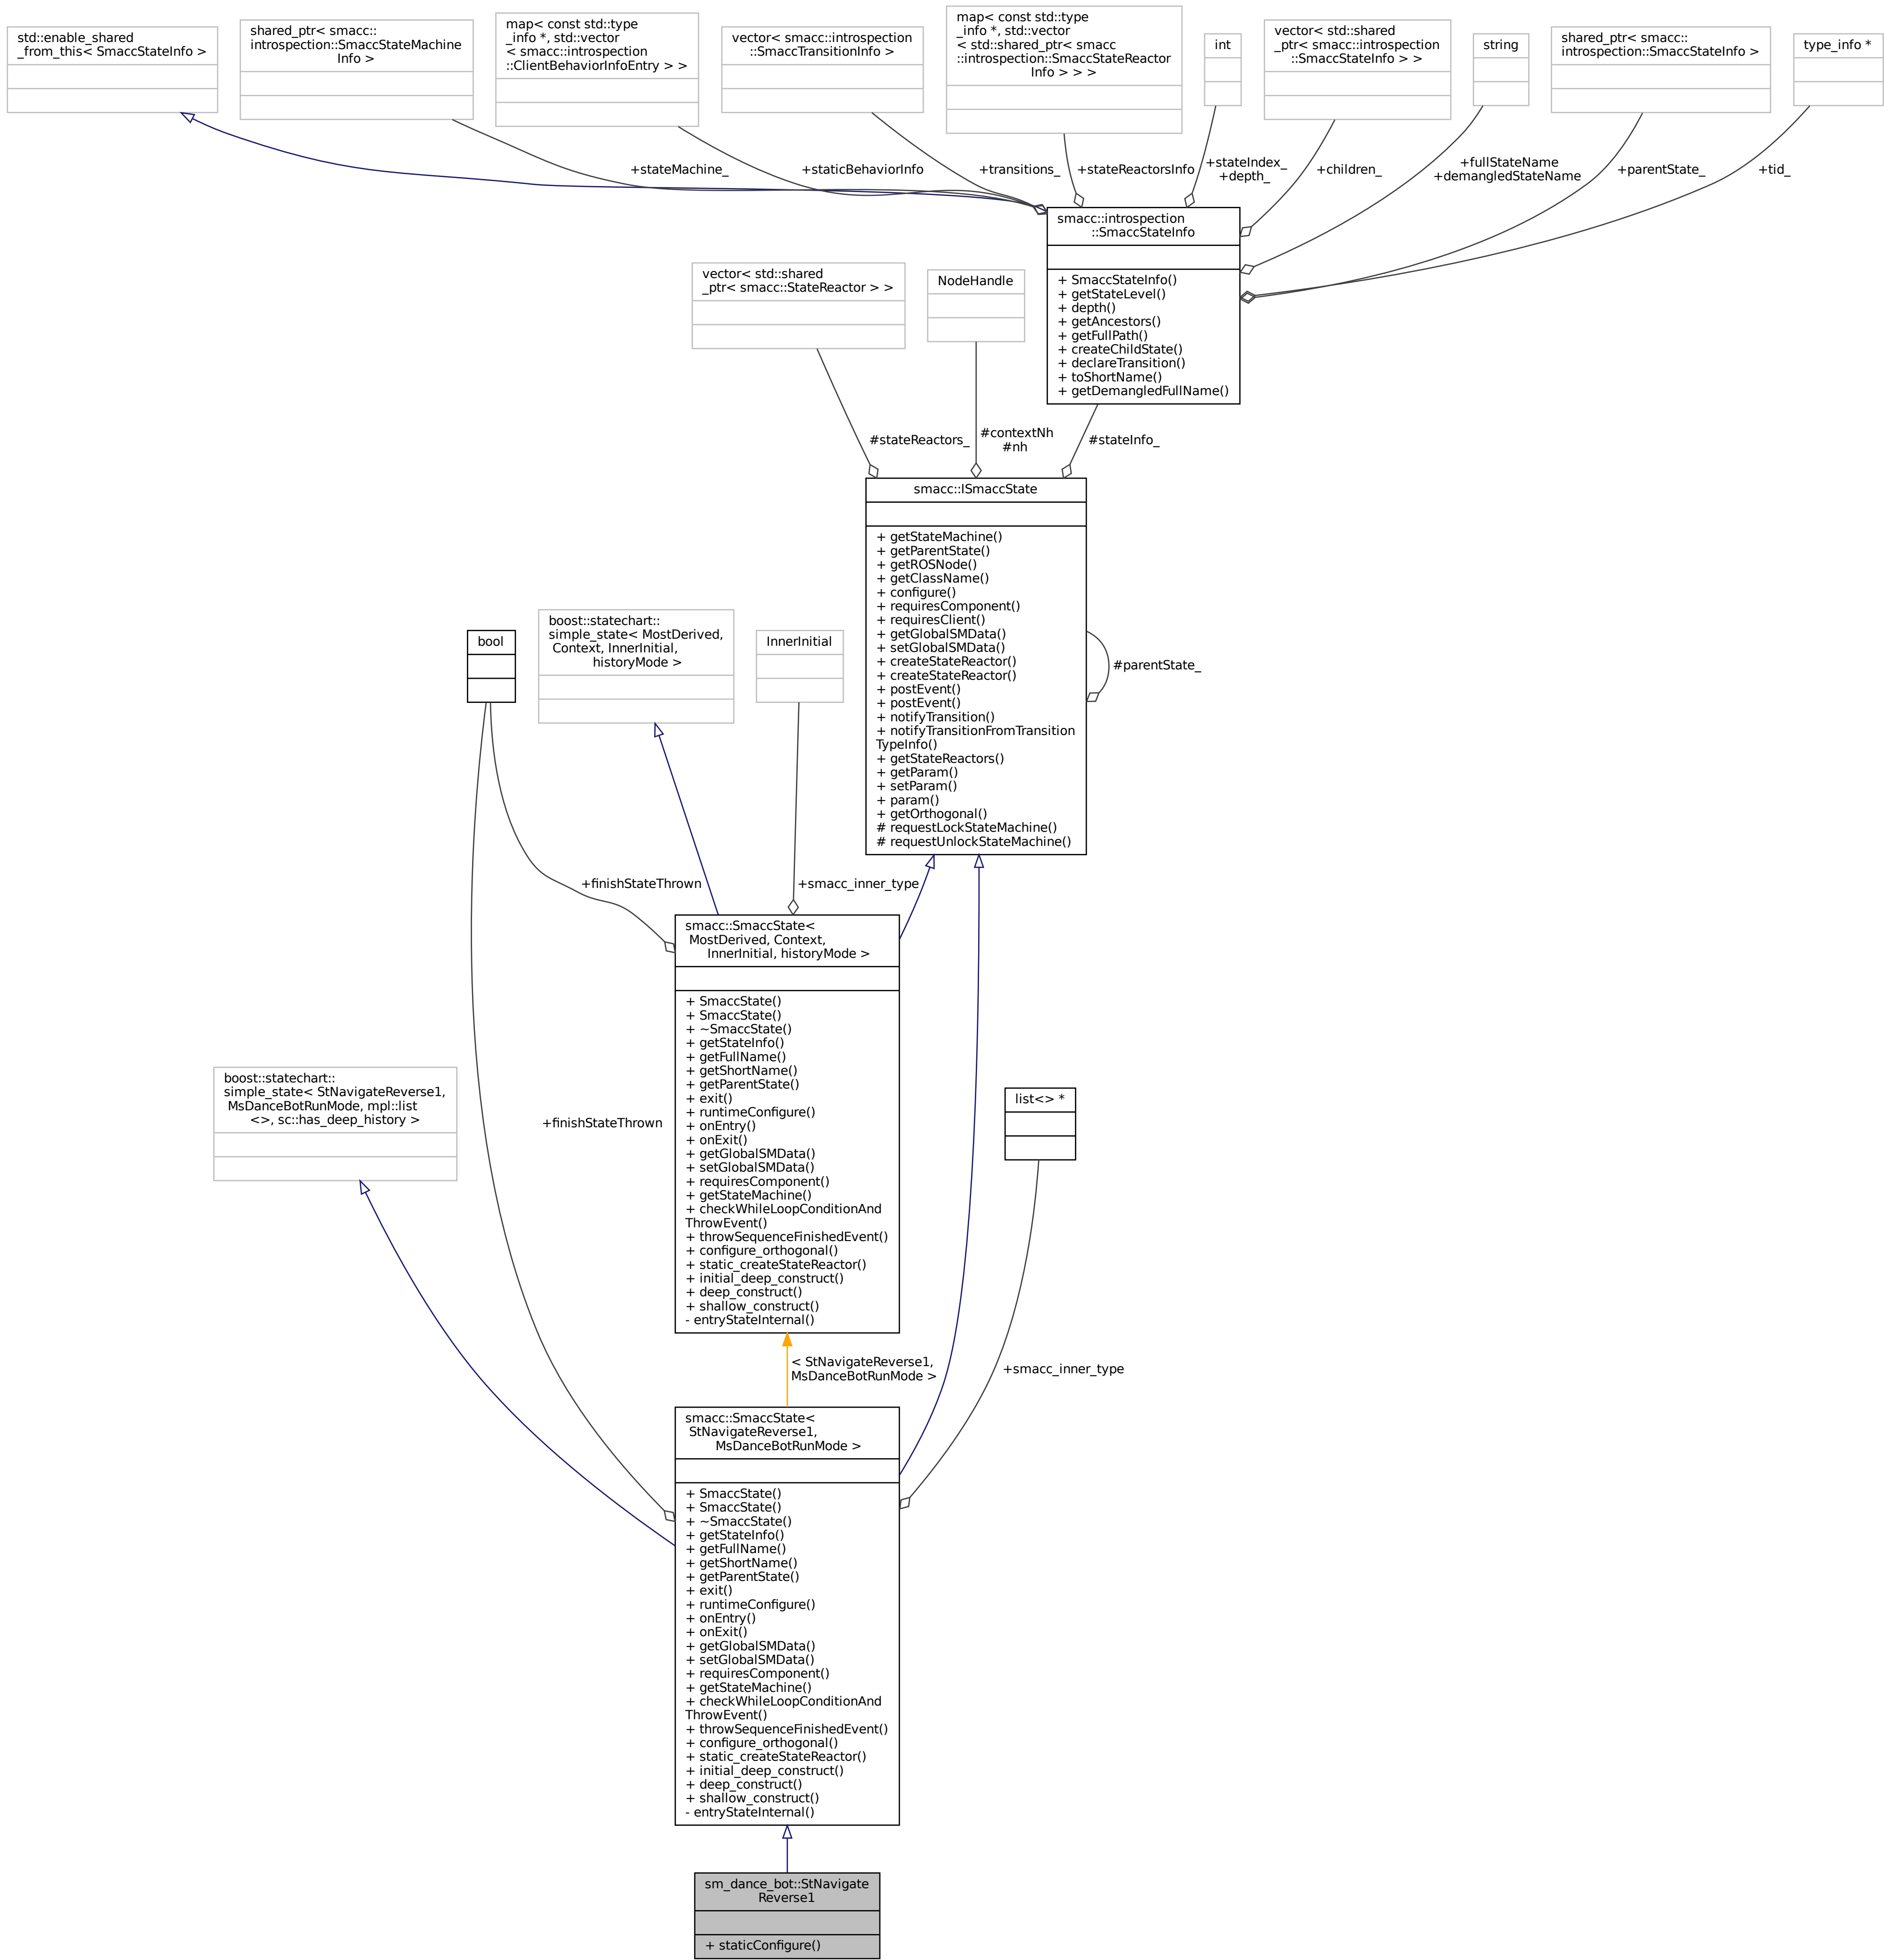 std::enable_shared
_from_this< SmaccStateInfo >
shared_ptr< smacc::
introspection::SmaccStateMachine
Info >
map< const std::type
_info *, std::vector
< smacc::introspection
::ClientBehaviorInfoEntry > >
vector< smacc::introspection
::SmaccTransitionInfo >
map< const std::type
_info *, std::vector
< std::shared_ptr< smacc
::introspection::SmaccStateReactor
Info > > >
int
vector< std::shared
_ptr< smacc::introspection
::SmaccStateInfo > >
string
shared_ptr< smacc::
introspection::SmaccStateInfo >
type_info *
+stateMachine_
+staticBehaviorInfo
+transitions_
+stateReactorsInfo
+stateIndex_
+depth_
+children_
+fullStateName
+demangledStateName
+parentState_
+tid_
smacc::introspection
::SmaccStateInfo
+ SmaccStateInfo()
+ getStateLevel()
+ depth()
+ getAncestors()
+ getFullPath()
+ createChildState()
+ declareTransition()
+ toShortName()
+ getDemangledFullName()
vector< std::shared
_ptr< smacc::StateReactor > >
NodeHandle
#stateReactors_
#contextNh
#nh
#stateInfo_
smacc::ISmaccState
+ getStateMachine()
+ getParentState()
+ getROSNode()
+ getClassName()
+ configure()
+ requiresComponent()
+ requiresClient()
+ getGlobalSMData()
+ setGlobalSMData()
+ createStateReactor()
+ createStateReactor()
+ postEvent()
+ postEvent()
+ notifyTransition()
+ notifyTransitionFromTransition
TypeInfo()
+ getStateReactors()
+ getParam()
+ setParam()
+ param()
+ getOrthogonal()
# requestLockStateMachine()
# requestUnlockStateMachine()
#parentState_
bool
boost::statechart::
simple_state< MostDerived,
Context, InnerInitial,
historyMode >
InnerInitial
+finishStateThrown
+smacc_inner_type
smacc::SmaccState<
MostDerived, Context,
InnerInitial, historyMode >
+ SmaccState()
+ SmaccState()
+ ~SmaccState()
+ getStateInfo()
+ getFullName()
+ getShortName()
+ getParentState()
+ exit()
+ runtimeConfigure()
+ onEntry()
+ onExit()
+ getGlobalSMData()
+ setGlobalSMData()
+ requiresComponent()
+ getStateMachine()
+ checkWhileLoopConditionAnd
ThrowEvent()
+ throwSequenceFinishedEvent()
+ configure_orthogonal()
+ static_createStateReactor()
+ initial_deep_construct()
+ deep_construct()
+ shallow_construct()
- entryStateInternal()
boost::statechart::
simple_state< StNavigateReverse1,
MsDanceBotRunMode, mpl::list
<>, sc::has_deep_history >
+finishStateThrown
list<> *
< StNavigateReverse1,
MsDanceBotRunMode >
+smacc_inner_type
smacc::SmaccState<
StNavigateReverse1,
MsDanceBotRunMode >
+ SmaccState()
+ SmaccState()
+ ~SmaccState()
+ getStateInfo()
+ getFullName()
+ getShortName()
+ getParentState()
+ exit()
+ runtimeConfigure()
+ onEntry()
+ onExit()
+ getGlobalSMData()
+ setGlobalSMData()
+ requiresComponent()
+ getStateMachine()
+ checkWhileLoopConditionAnd
ThrowEvent()
+ throwSequenceFinishedEvent()
+ configure_orthogonal()
+ static_createStateReactor()
+ initial_deep_construct()
+ deep_construct()
+ shallow_construct()
- entryStateInternal()
sm_dance_bot::StNavigate
Reverse1
+ staticConfigure()